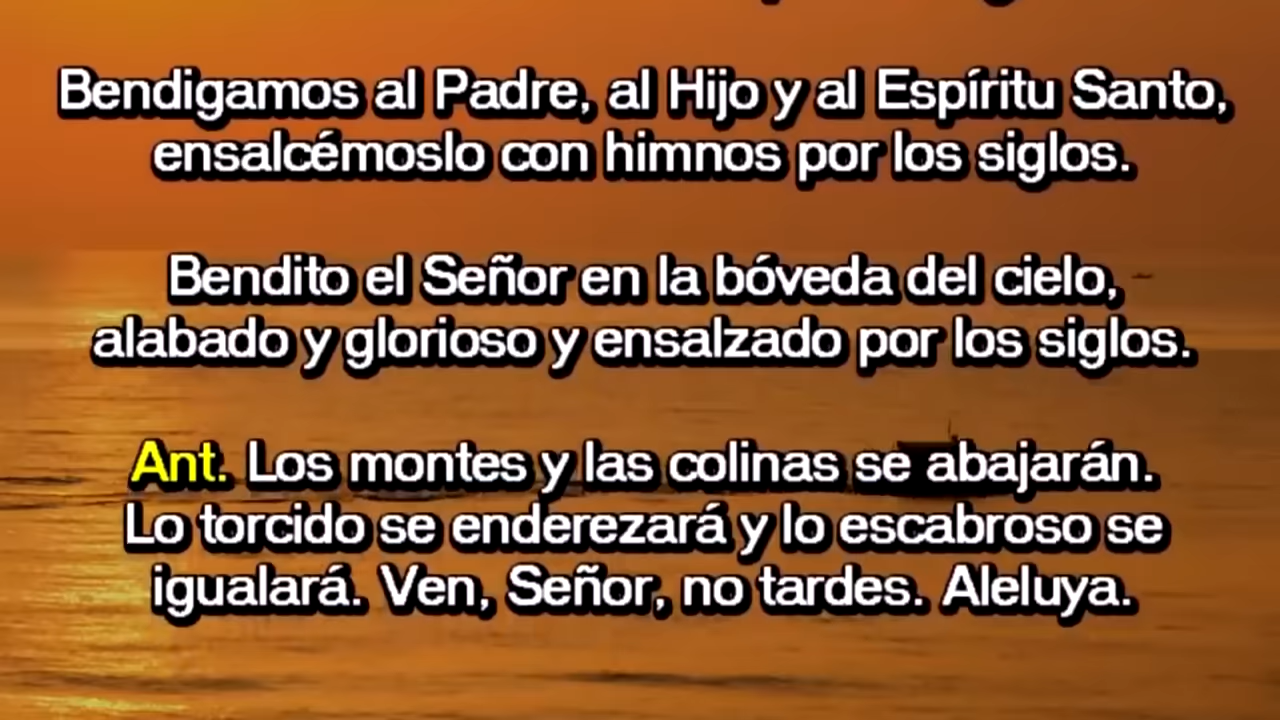 Bendigamos al Padre, al Hijo y al Espíritu Santo,
ensalcémoslo con himnos por los siglos.
Bendito el Señor en la bóveda del cielo,
alabado y glorioso y ensalzado por los siglos.
Ant. Los montes y las colinas se abajarán.
Lo torcido se enderezará y lo escabroso se
igualará. Ven, Señor, no tardes. Aleluya.